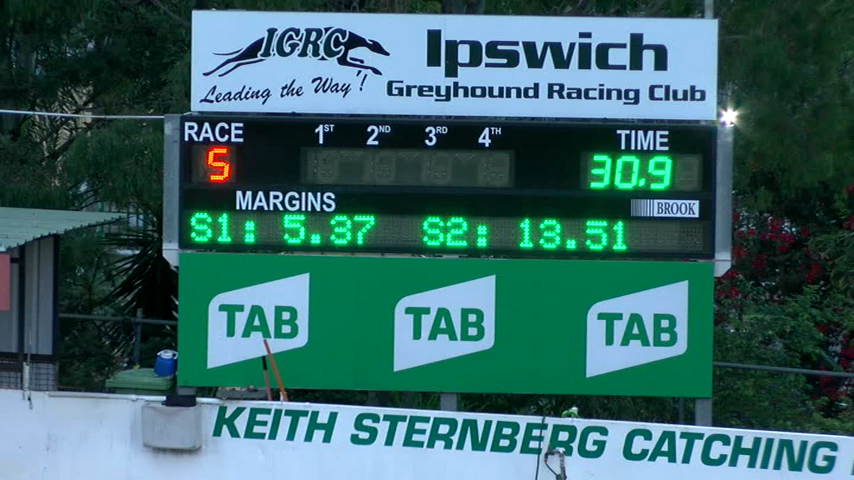 IGRC
Leading the Way!
Ipswich
Greyhound Racing Club
RACE 1ST 2ND 3RD 4TH TIME
5 30.9
MARGINS BROOK
S1: 5.37 S2: 13.51
TAB TAB TAB
KEITH STERNBERG CATCHING